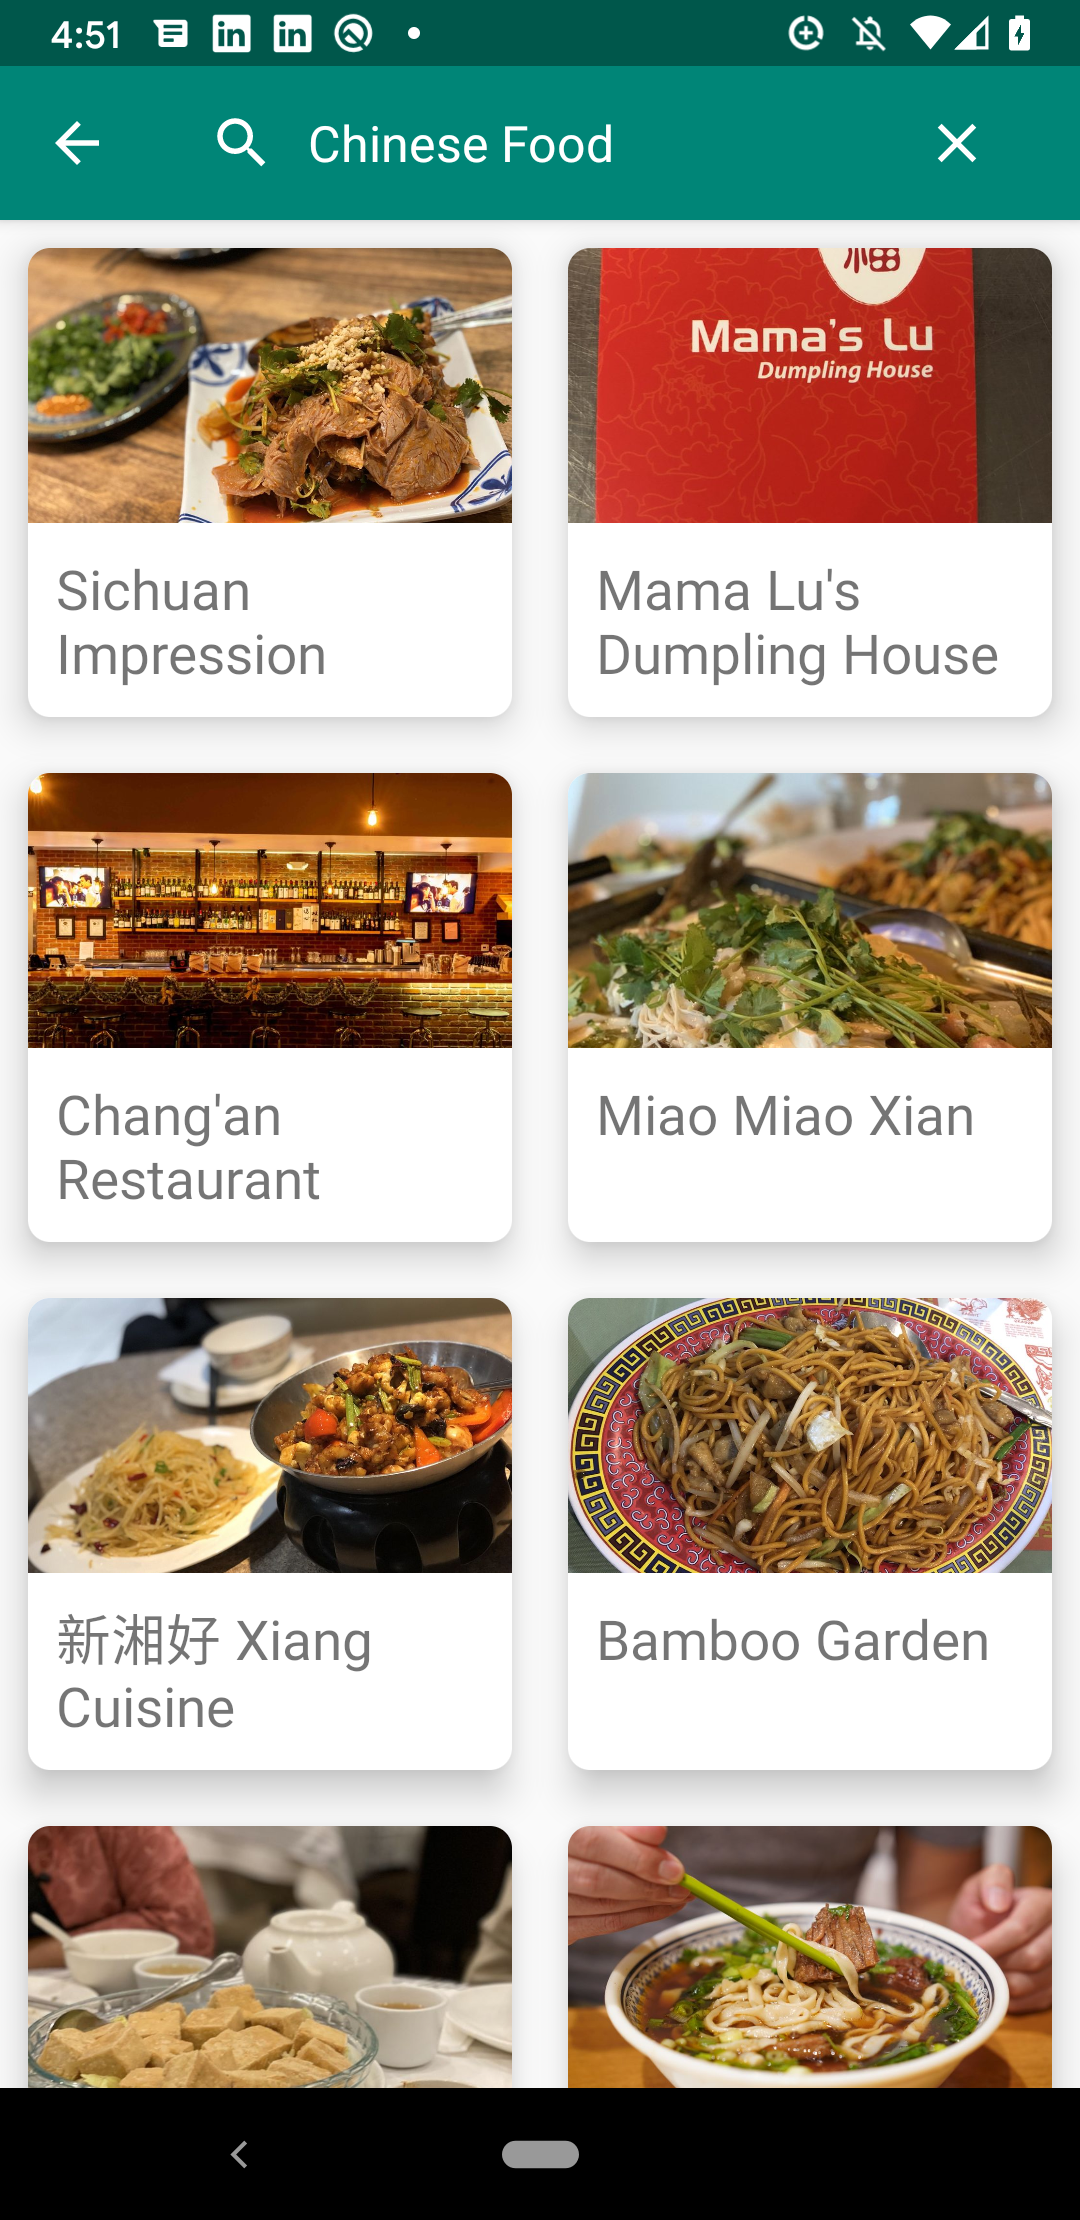 4:51
Chinese Food
福
Mama's Lu
Dumpling House
Sichuan
Impression
Mama Lu's
Dumpling House
Chang'an
Restaurant
Miao Miao Xian
新湘好 Xiang
Cuisine
Bamboo Garden